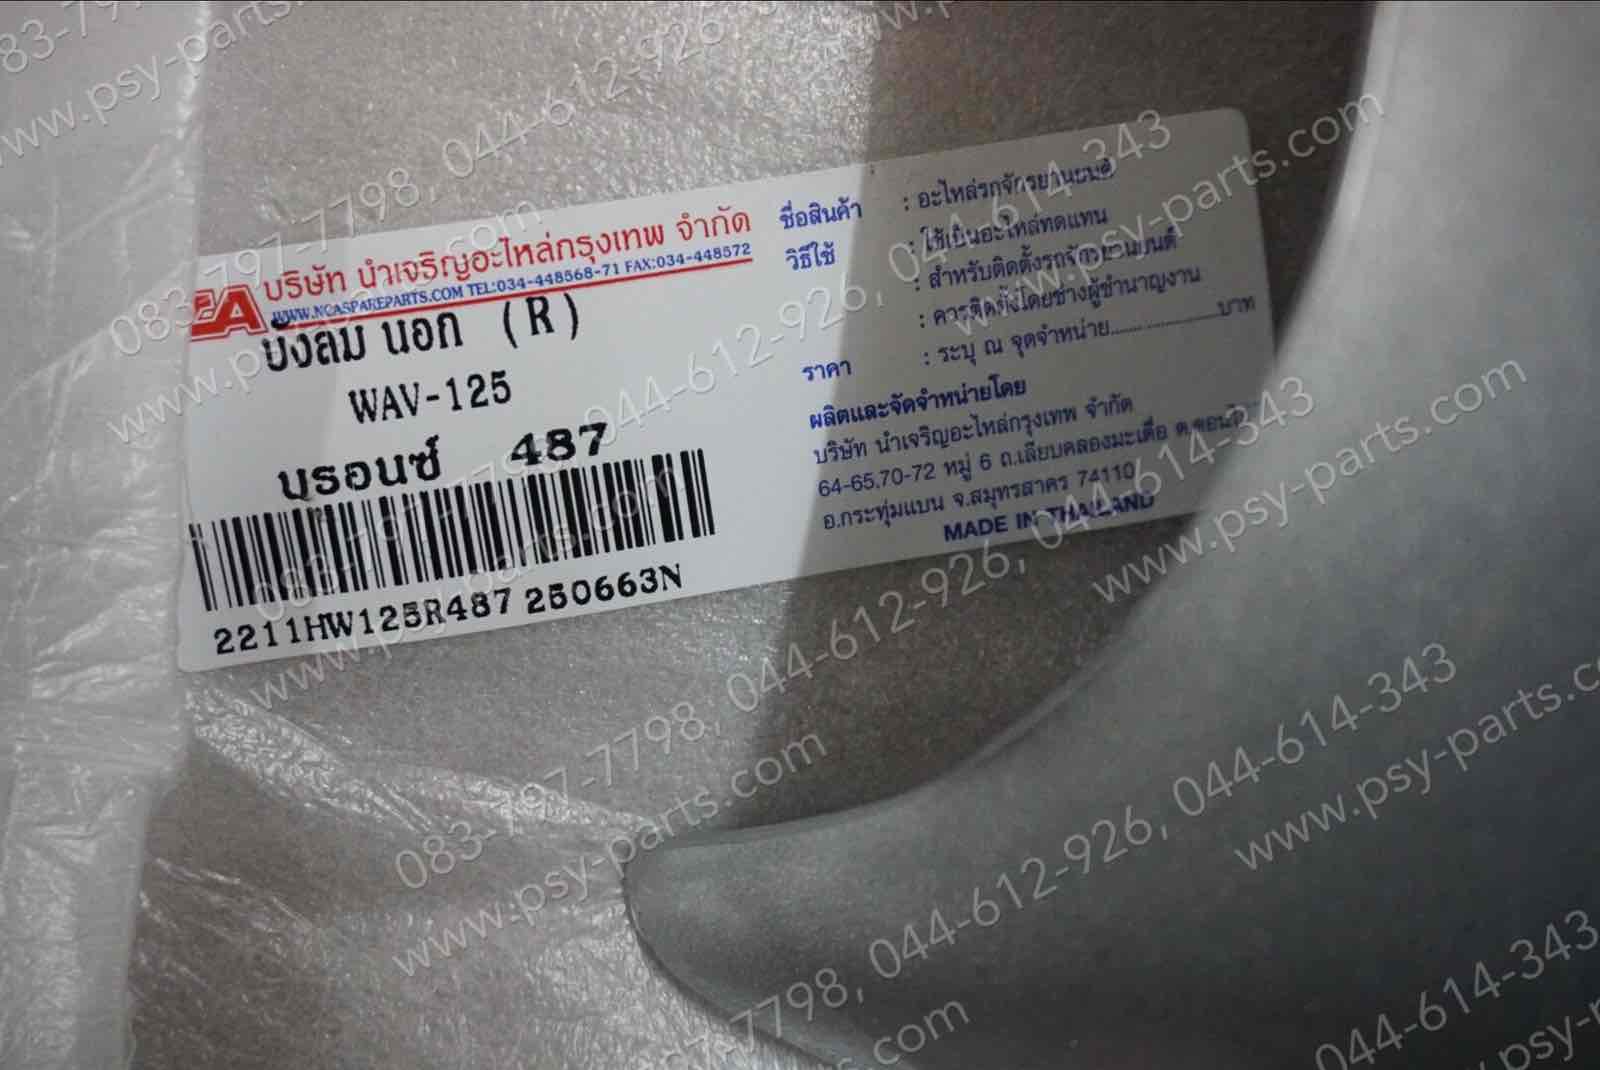 บริษัท นำเจริญอะไหล่กรุงเทพ จำกัด
WWW.NCASPAREPARTS.COM TEL:034-448568-71 FAX:034-448572
บังลม นอก (R)
WAV-125
บรอนซ์ 487
2211HW125R487 250663N
ชื่อสินค้า : อะไหล่รถจักรยานยนต์
วิธีใช้ : ใช้เป็นอะไหล่ทดแทน
: สำหรับติดตั้งรถจักรยานยนต์
: ควรติดตั้งโดยช่างผู้ชำนาญงาน
ราคา : ระบุ ณ จุดจำหน่าย.....................บาท
ผลิตและจัดจำหน่ายโดย
บริษัท นำเจริญอะไหล่กรุงเทพ จำกัด
64-65,70-72 หมู่ 6 ถ.เลียบคลองมะเดื่อ
อ.กระทุ่มแบน จ.สมุทรสาคร 74110
MADE IN THAILAND
083-797-7798, 044-612-926, 044-614-343
www.psy-parts.com